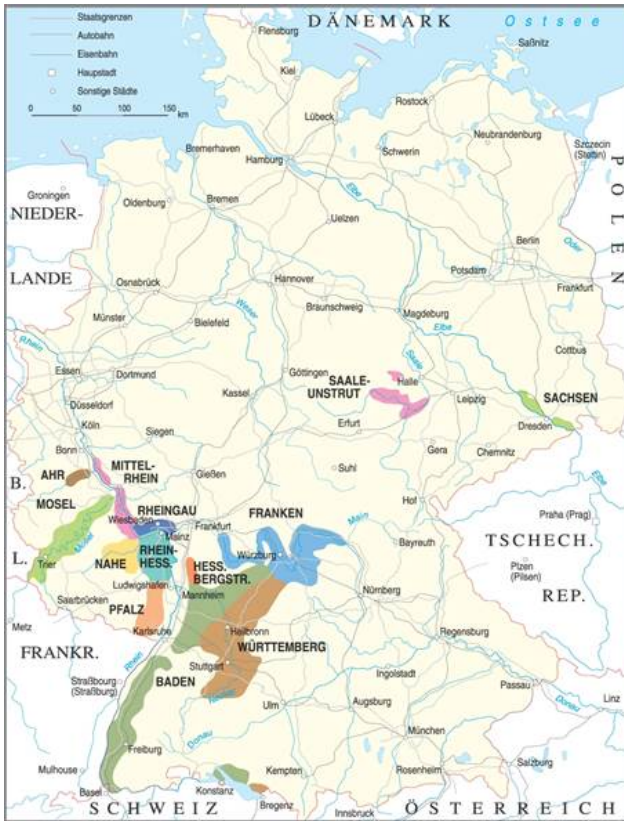 Staatsgrenzen
Autobahn
Eisenbahn
Hauptstadt
Sonstige Städte
0 50 100 150
km
DÄNEMARK
Ostsee
Flensburg
Saßnitz
Kiel
Rostock
Lübeck
Neubrandenburg
Bremerhaven
Hamburg
Schwerin
Szczecin
(Stettin)
Groningen
Elbe
POLEN
Oldenburg
Bremen
NIEDER-
LANDE
Uelzen
Berlin
Oder
Potsdam
Osnabrück
Hannover
Frankfurt
Braunschweig
Magdeburg
Münster
Bielefeld
Weser
Elbe
Rhein
Cottbus
Essen
Dortmund
Göttingen
SAALE-
UNSTRUT
Saale
Halle
Kassel
Leipzig
SACHSEN
Düsseldorf
Dresden
Köln
Siegen
Erfurt
Gera
Chemnitz
Bonn
MITTEL-
RHEIN
Gießen
Suhl
B.
AHR
Hof
Elbe
MOSEL
RHEINGAU
Wiesbaden
Frankfurt
FRANKEN
Main
Praha (Prag)
Mainz
TSCHECH.
REP.
Mosel
RHEIN-
HESS.
Würzburg
Bayreuth
L.
Trier
NAHE
HESS.
BERGSTR.
Plzen
(Pilsen)
Ludwigshafen
Mannheim
Nürnberg
Saarbrücken
PFALZ
Metz
Karlsruhe
Heilbronn
Regensburg
FRANKR.
WÜRTTEMBERG
Rhein
Stuttgart
Straßbourg
(Straßburg)
BADEN
Ingolstadt
Passau
Neckar
Ulm
Augsburg
Donau
Linz
Donau
München
Freiburg
Mulhouse
Kempten
Rosenheim
Salzburg
Basel
Konstanz
Bregenz
Innsbruck
SCHWEIZ
ÖSTERREICH